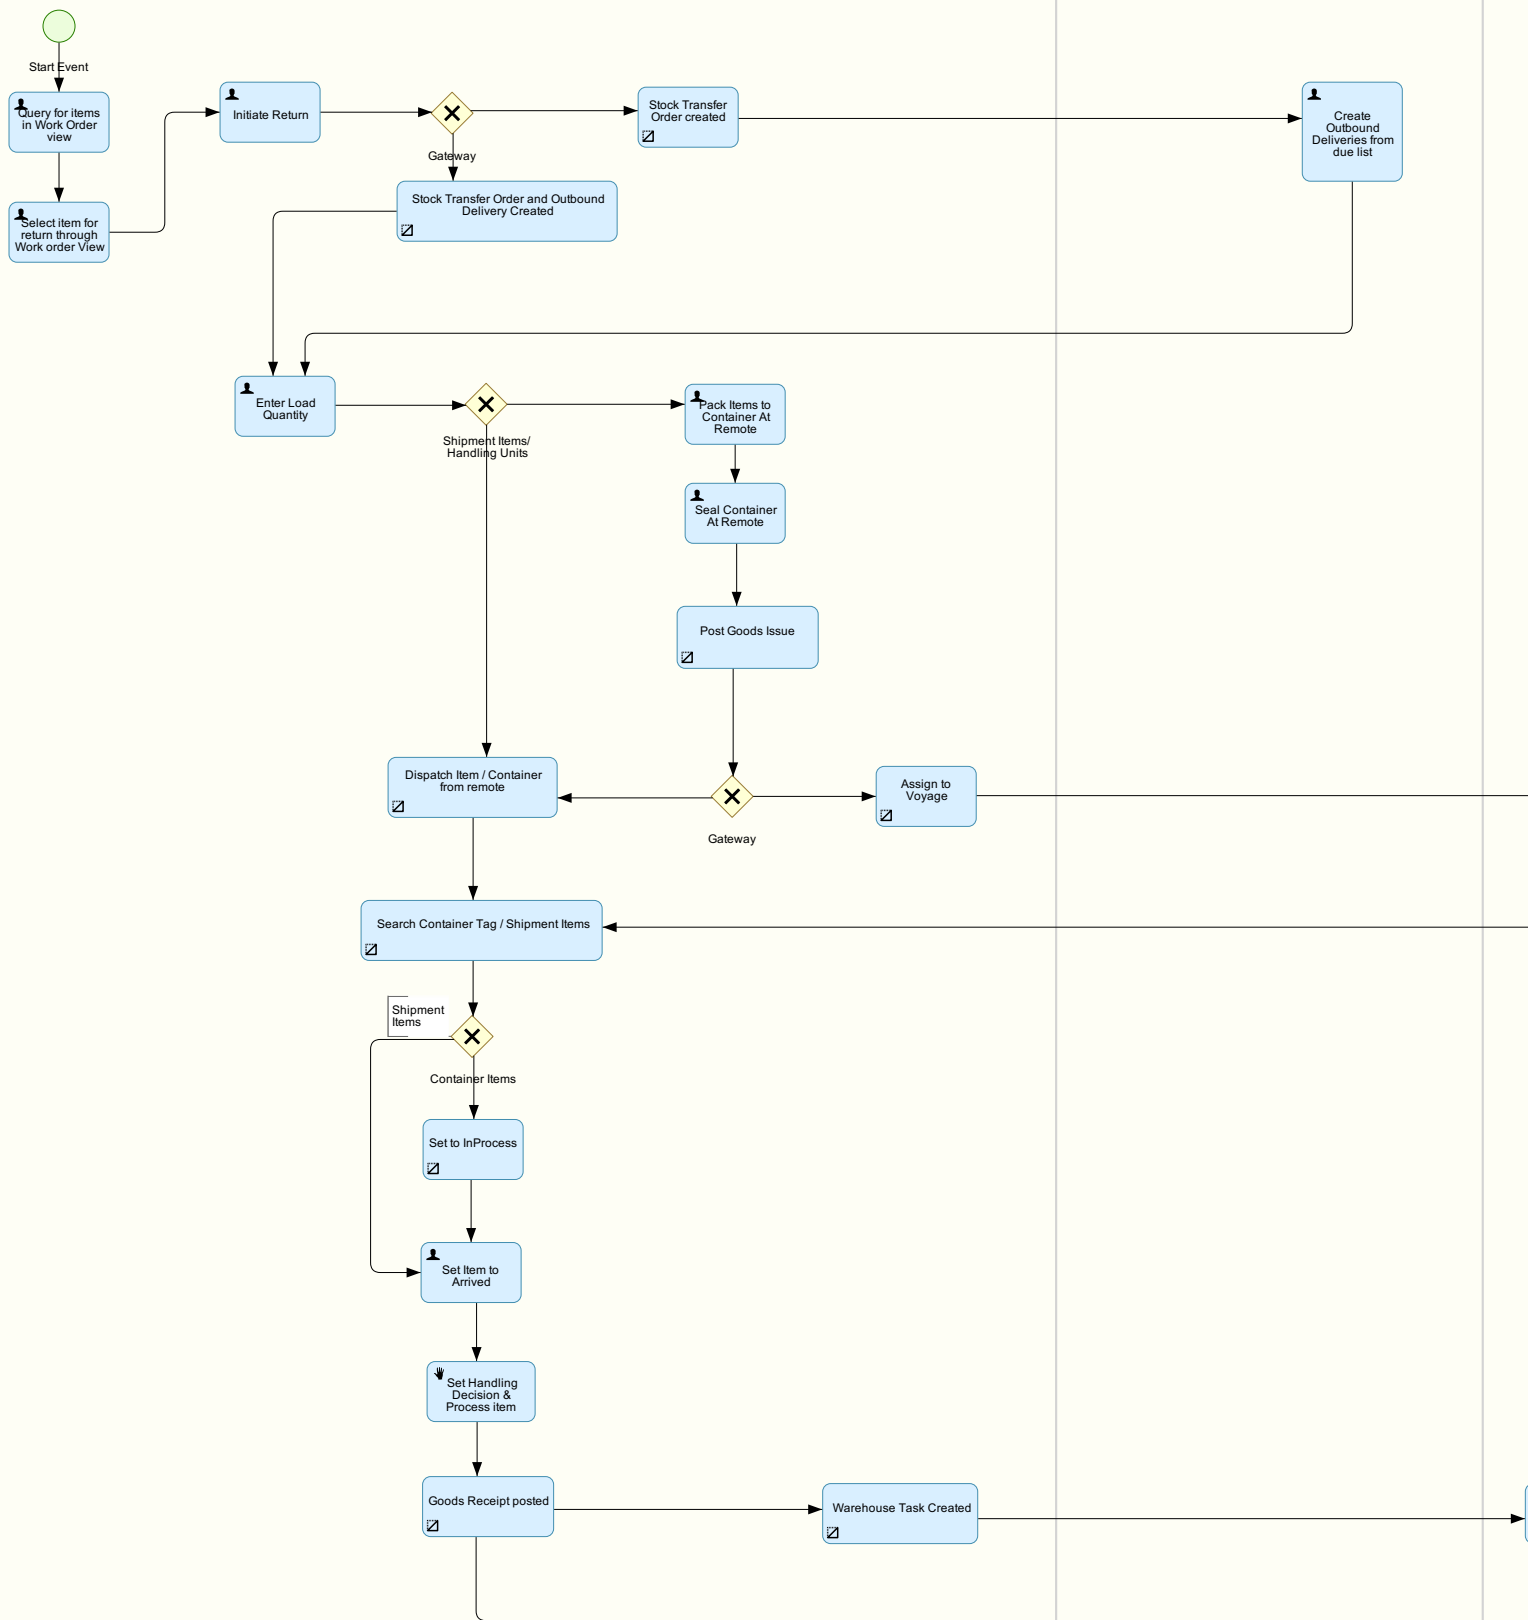 Start Event
Query for items
in Work Order
view
Select item for
return through
Work order View
Initiate Return
Gateway
Stock Transfer
Order created
Create
Outbound
Deliveries from
due list
Stock Transfer Order and Outbound
Delivery Created
Enter Load
Quantity
Shipment Items/
Handling Units
Pack Items to
Container At
Remote
Seal Container
At Remote
Post Goods Issue
Dispatch Item / Container
from remote
Gateway
Assign to
Voyage
Search Container Tag / Shipment Items
Shipment
Items
Container Items
Set to InProcess
Set Item to
Arrived
Set Handling
Decision &
Process item
Goods Receipt posted
Warehouse Task Created